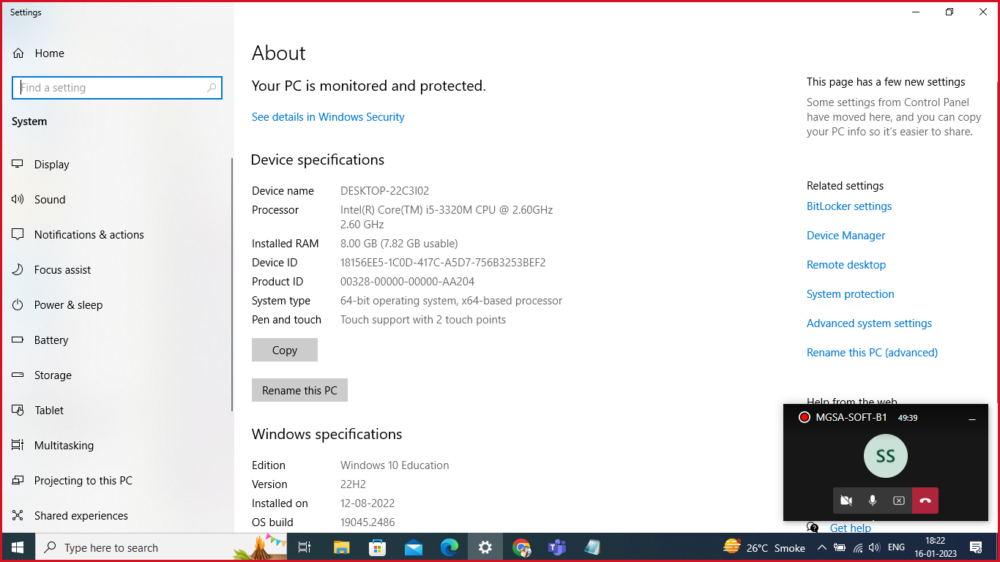 Settings
Home
Find a setting
System
Display
Sound
Notifications & actions
Focus assist
Power & sleep
Battery
Storage
Tablet
Multitasking
Projecting to this PC
Shared experiences
About
Your PC is monitored and protected.
See details in Windows Security
Device specifications
Device name DESKTOP-22C3I02
Processor Intel(R) Core(TM) i5-3320M CPU @ 2.60GHz
2.60 GHz
Installed RAM 8.00 GB (7.82 GB usable)
Device ID 18156EE5-1C0D-417C-A5D7-756B3253BEF2
Product ID 00328-00000-00000-AA204
System type 64-bit operating system, x64-based processor
Pen and touch Touch support with 2 touch points
Copy
Rename this PC
Windows specifications
Edition Windows 10 Education
Version 22H2
Installed on 12-08-2022
OS build 19045.2486
This page has a few new settings
Some settings from Control Panel
have moved here, and you can copy
your PC info so it's easier to share.
Related settings
BitLocker settings
Device Manager
Remote desktop
System protection
Advanced system settings
Rename this PC (advanced)
Help from the web
MGSA-SOFT-B1 49:39
SS
Get help
Type here to search
26°C Smoke
ENG
18:22
16-01-2023